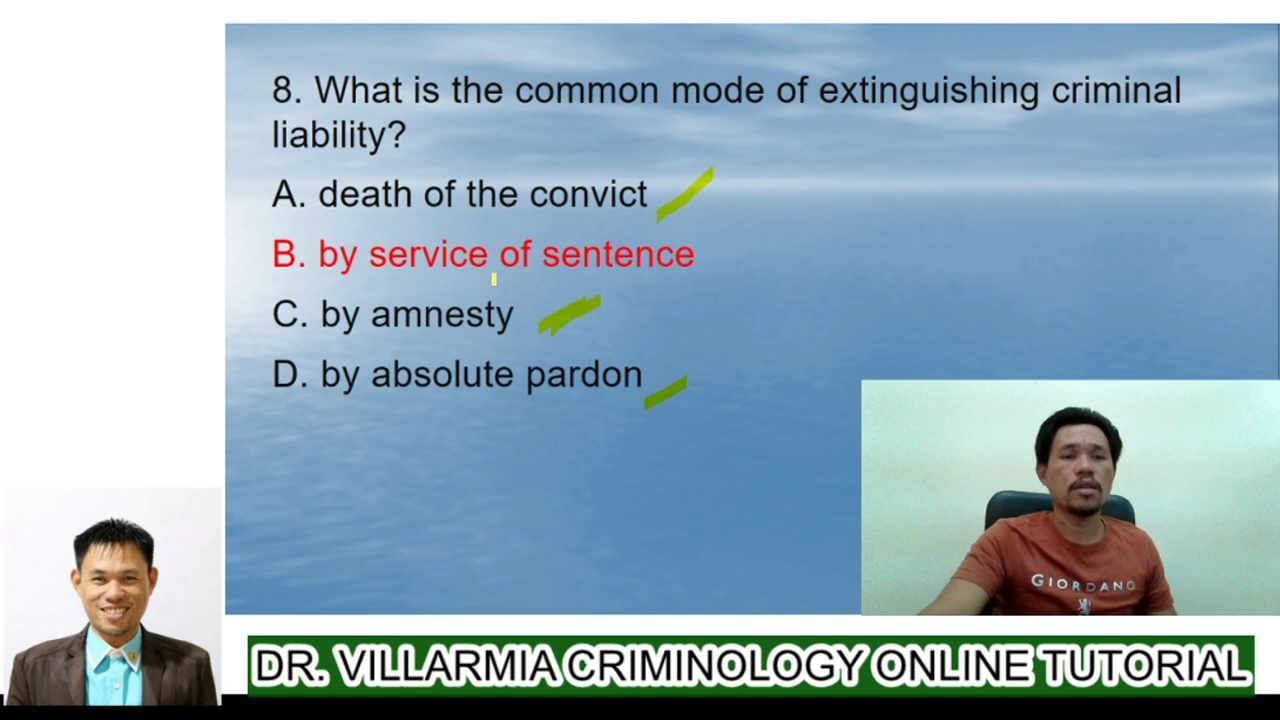 8. What is the common mode of extinguishing criminal
liability?
A. death of the convict
B. by service of sentence
C. by amnesty
D. by absolute pardon
GIORDANO
DR. VILLARMIA CRIMINOLOGY ONLINE TUTORIAL